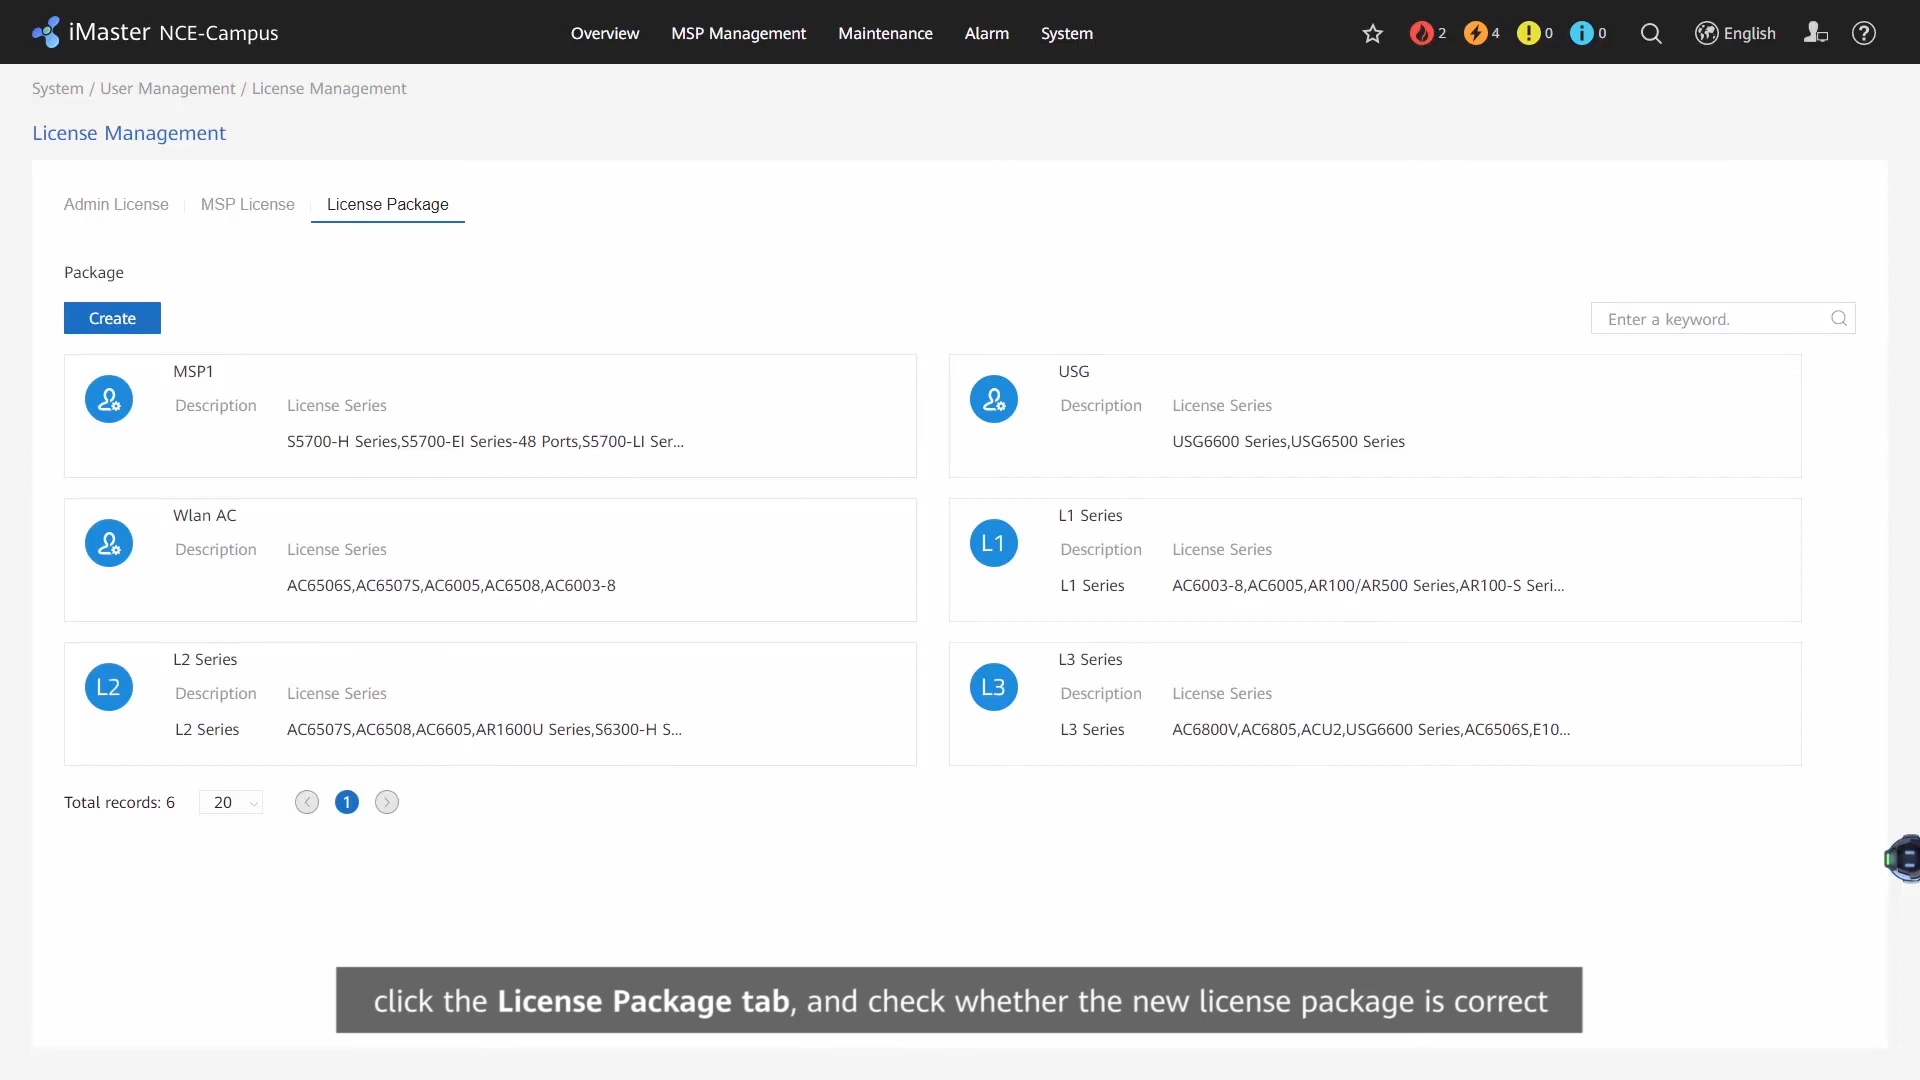 iMaster NCE-Campus
Overview MSP Management Maintenance Alarm System
2 4 0 0 English
System / User Management / License Management
License Management
Admin License MSP License License Package
Package
Create
Enter a keyword.
MSP1
Description License Series
S5700-H Series,S5700-EI Series-48 Ports,S5700-LI Ser...
USG
Description License Series
USG6600 Series,USG6500 Series
Wlan AC
Description License Series
AC6506S,AC6507S,AC6005,AC6508,AC6003-8
L1
L1 Series
Description License Series
L1 Series AC6003-8,AC6005,AR100/AR500 Series,AR100-S Seri...
L2
L2 Series
Description License Series
L2 Series AC6507S,AC6508,AC6605,AR1600U Series,S6300-H S...
L3
L3 Series
Description License Series
L3 Series AC6800V,AC6805,ACU2,USG6600 Series,AC6506S,E10...
Total records: 6 20 1
click the License Package tab, and check whether the new license package is correct